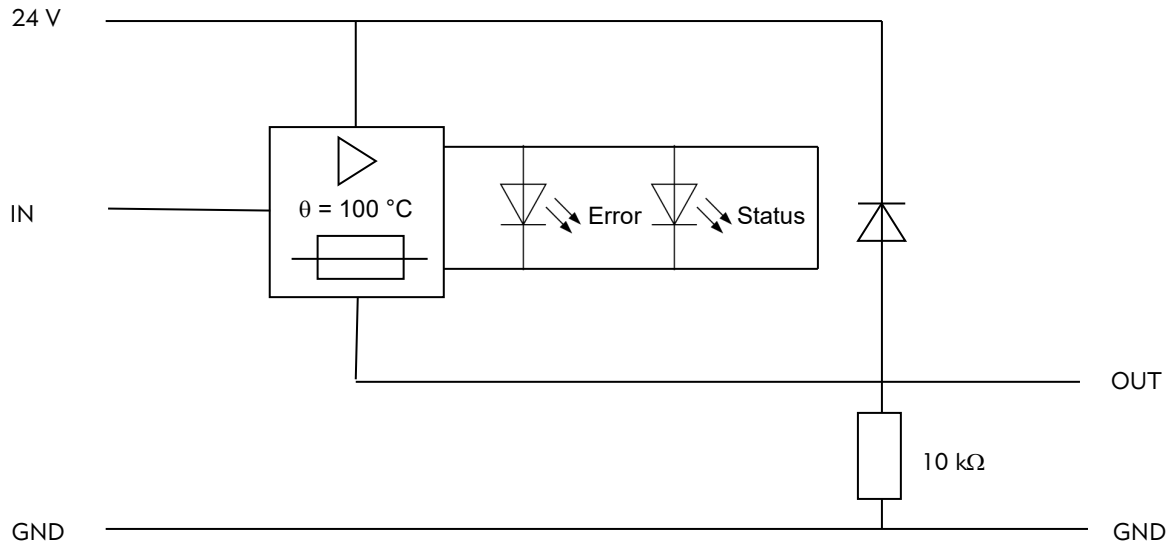 24 V
IN
θ = 100 °C
Error
Status
OUT
10 kΩ
GND
GND